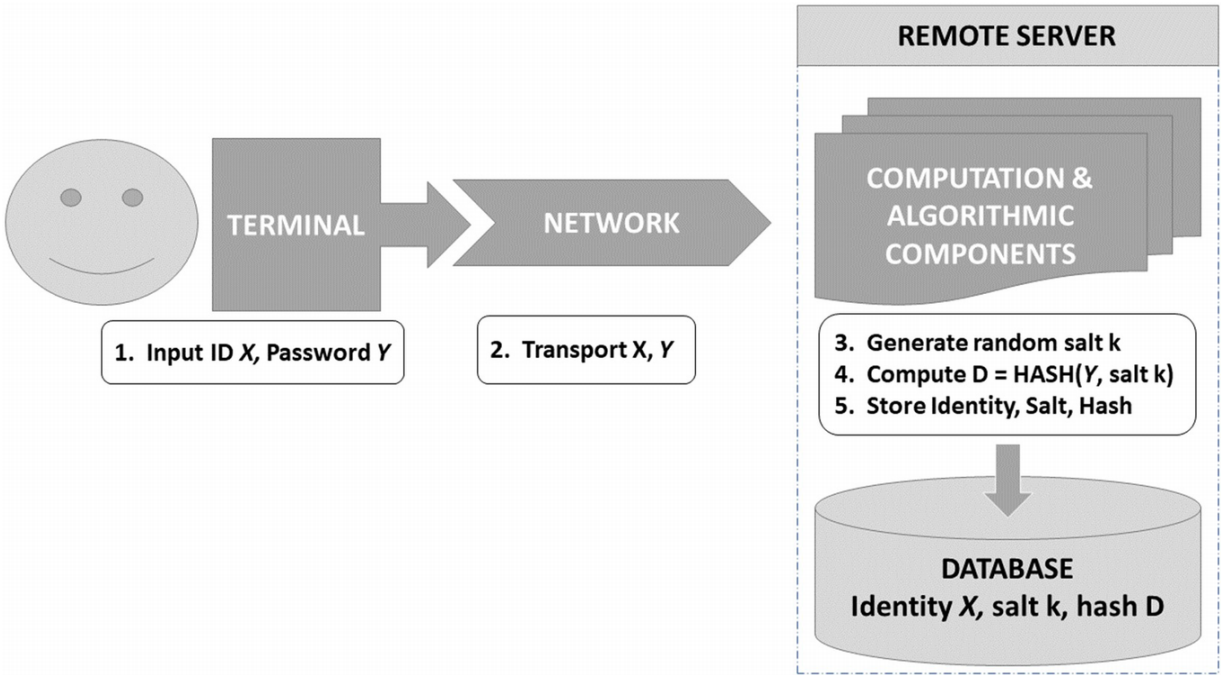 REMOTE SERVER
TERMINAL
NETWORK
COMPUTATION &
ALGORITHMIC
COMPONENTS
1. Input ID X, Password Y
2. Transport X, Y
3. Generate random salt k
4. Compute D = HASH(Y, salt k)
5. Store Identity, Salt, Hash
DATABASE
Identity X, salt k, hash D